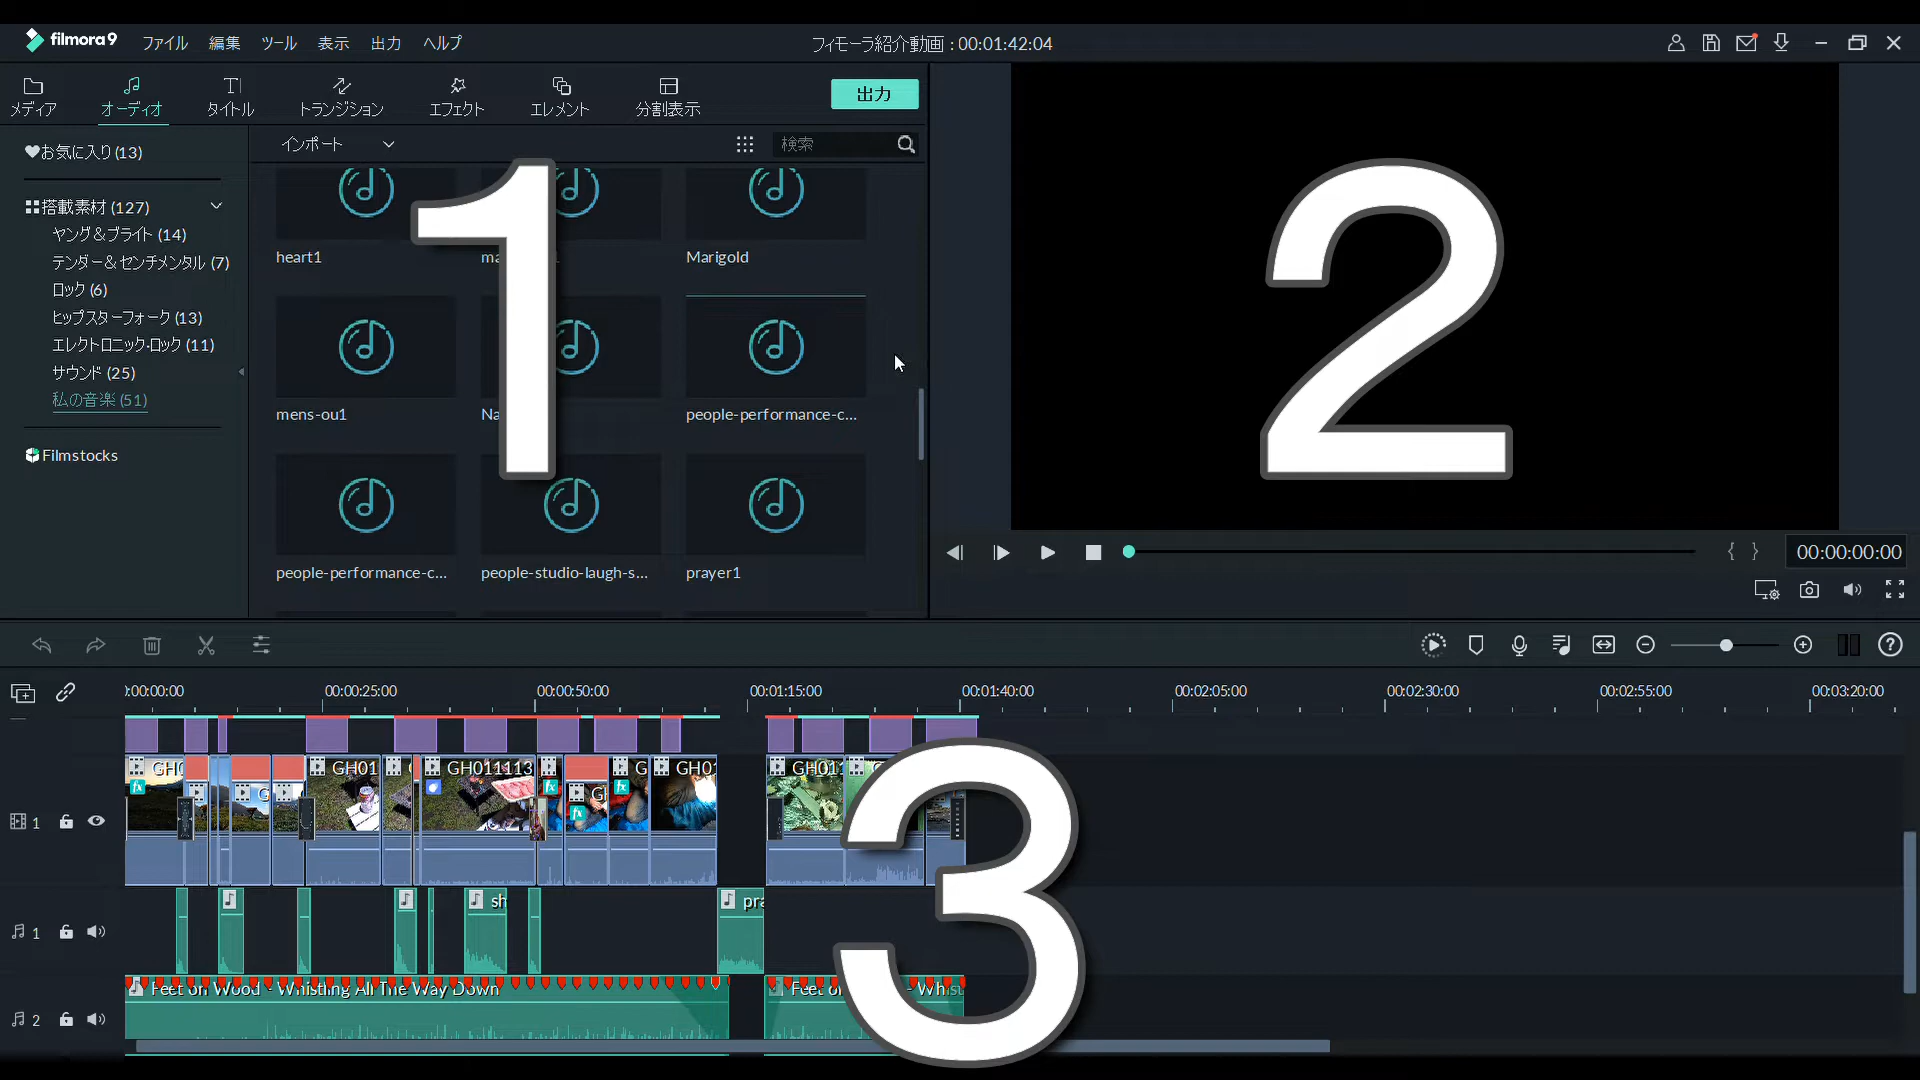 filmora9 ファイル 編集 ツール 表示 出力 ヘルプ フィモーラ紹介動画 : 00:01:42:04
メディア オーディオ タイトル トランジション エフェクト エレメント 分割表示 出力
お気に入り (13)
インポート 検索
搭載素材 (127)
ヤング＆ブライト (14)
テンダー＆センチメンタル (7)
ロック (6)
ヒップスターフォーク (13)
エレクトロニック・ロック (11)
サウンド (25)
私の音楽 (51)
Filmstocks
heart1 Marigold
mens-ou1 people-performance-c...
people-performance-c... people-studio-laugh-s... prayer1
1
2
00:00:00:00
00:00:25:00 00:00:50:00 00:01:15:00 00:01:40:00 00:02:05:00 00:02:30:00 00:02:55:00 00:03:20:00
GH01 GH011113 G GH0 GH011
1
1 sh pra
Feet on Wood - Whistling All The Way Down
2
3